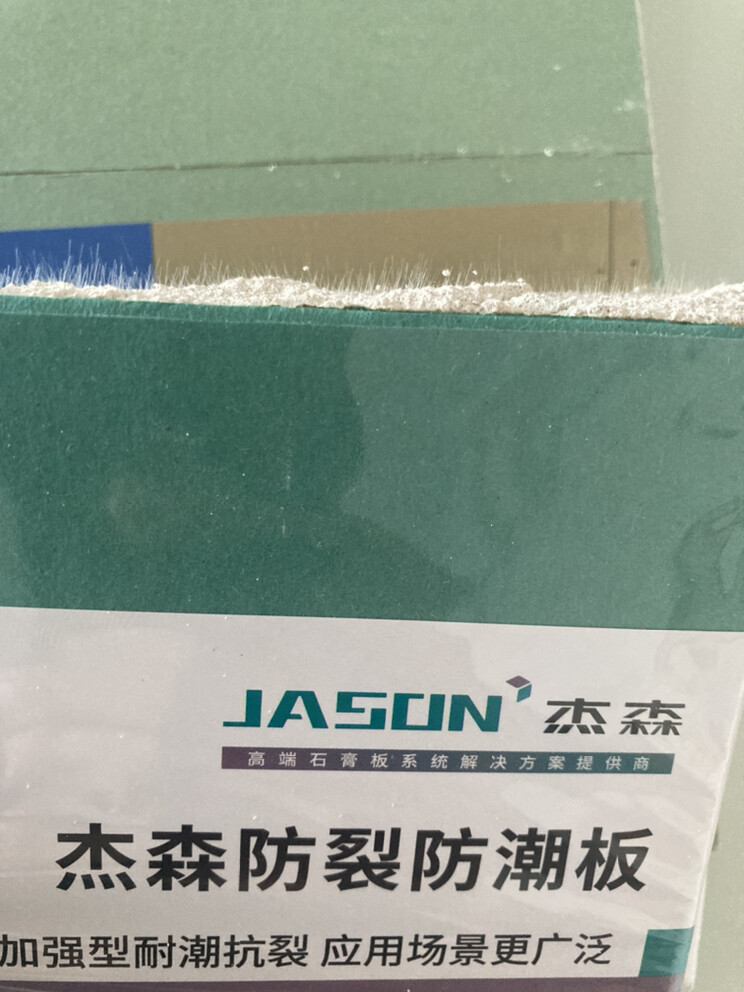 JASON 杰森
高端石膏板系统解决方案提供商
杰森防裂防潮板
加强型耐潮抗裂 应用场景更广泛